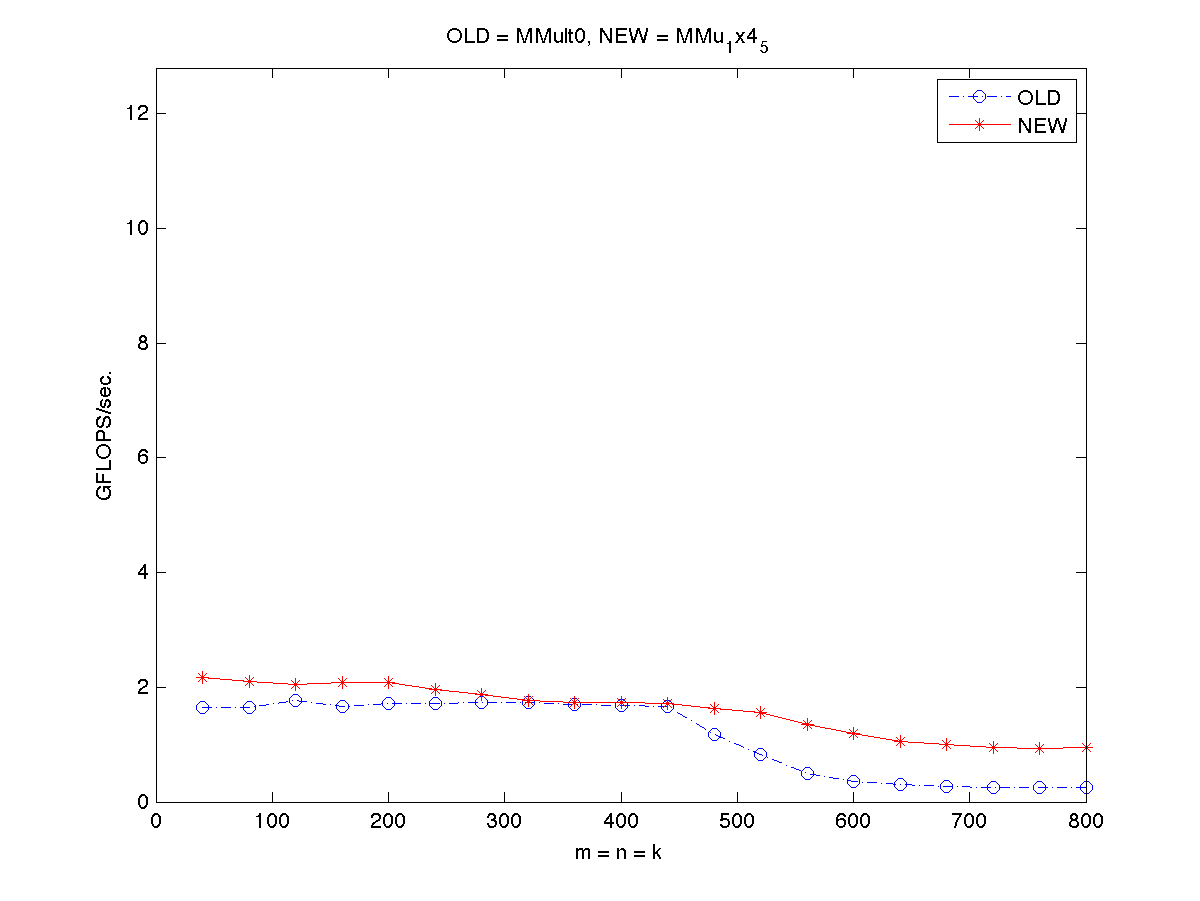 OLD = MMult0, NEW = MMu₁x4₅
OLD
NEW
12
10
8
6
4
2
0
GFLOPS/sec.
0 100 200 300 400 500 600 700 800
m = n = k